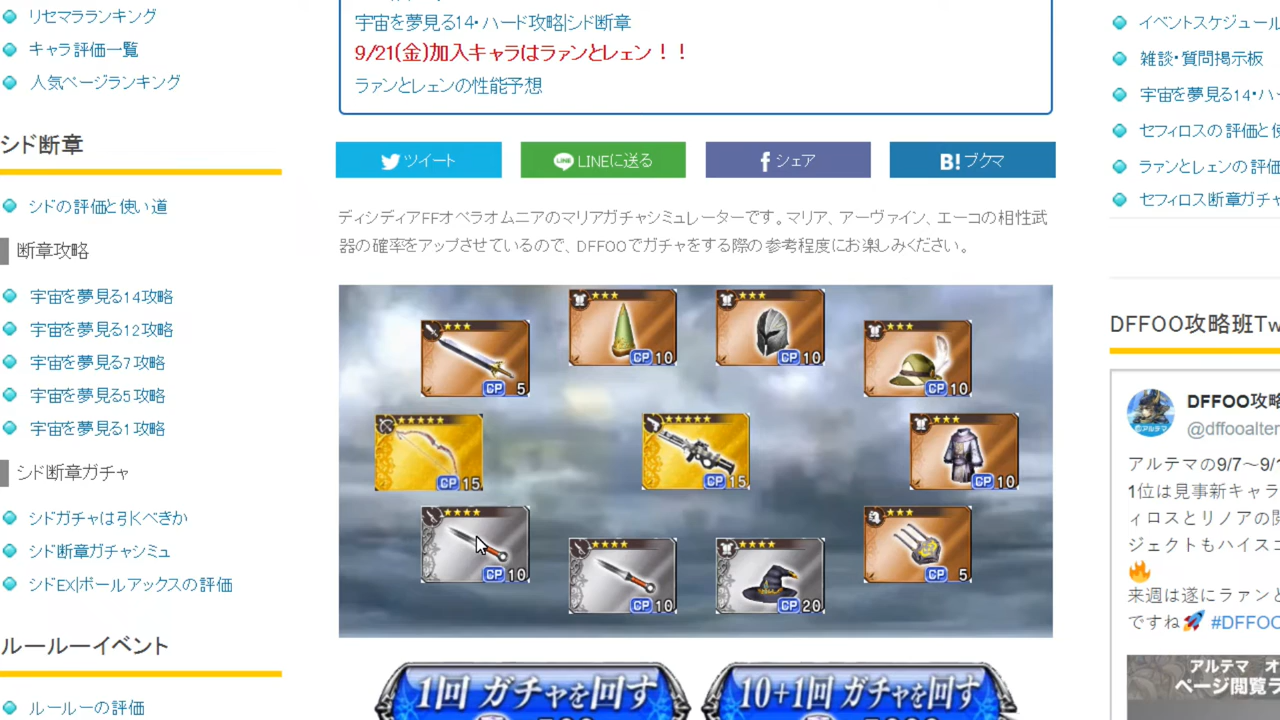 リセマラランキング
キャラ評価一覧
人気ページランキング
シド断章
シドの評価と使い道
断章攻略
宇宙を夢見る14攻略
宇宙を夢見る12攻略
宇宙を夢見る7攻略
宇宙を夢見る5攻略
宇宙を夢見る1攻略
シド断章ガチャ
シドガチャは引くべきか
シド断章ガチャシミュ
シドEX|ボールアックスの評価
ルールーイベント
ルールーの評価
宇宙を夢見る14・ハード攻略|シド断章
9/21(金)加入キャラはラァンとレェン！！
ラァンとレェンの性能予想
ツイート
LINE LINEに送る
シェア
B! ブクマ
ディシディアFFオペラオムニアのマリアガチャシミュレーターです。マリア、アーヴァイン、エーコの相性武
器の確率をアップさせているので、DFFOOでガチャをする際の参考程度にお楽しみください。
★★★ CP 5
★★★ CP 10
★★★ CP 10
★★★ CP 10
★★★★★ CP 15
★★★★★ CP 15
★★★ CP 10
★★★★ CP 10
★★★★ CP 10
★★★★ CP 20
★★★ CP 5
1回 ガチャを回す
10+1回 ガチャを回す
イベントスケジュール
雑談・質問掲示板
宇宙を夢見る14・ハー
セフィロスの評価と使
ラァンとレェンの評価
セフィロス断章ガチャ
DFFOO攻略班Tw
DFFOO攻略
@dffooalter
アルテマの9/7～9/1
1位は見事新キャラ
ィロスとリノアの
ジェクトもハイスコ
🔥
来週は遂にラァンと
ですね🚀 #DFFO
アルテマ オ
ページ閲覧ラ